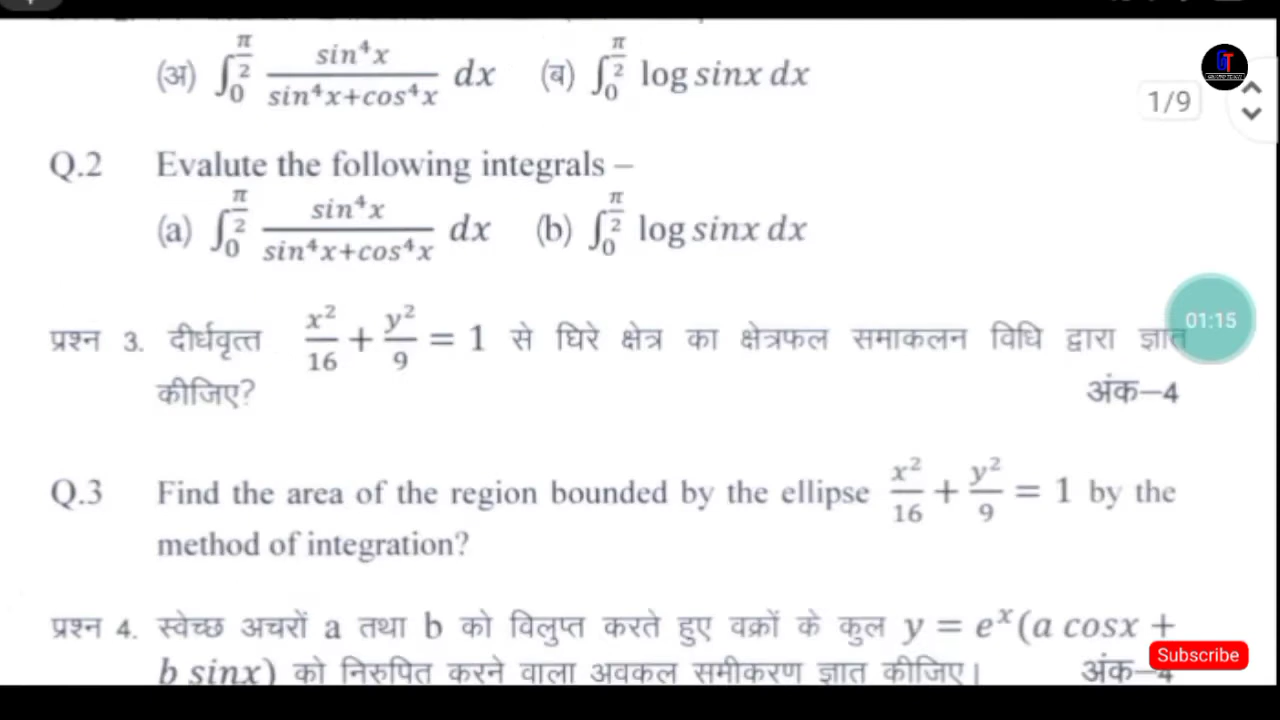 (अ) ∫₀^{π/2} sin⁴x / (sin⁴x+cos⁴x) dx (ब) ∫₀^{π/2} log sinx dx
1/9
Q.2 Evalute the following integrals –
(a) ∫₀^{π/2} sin⁴x / (sin⁴x+cos⁴x) dx (b) ∫₀^{π/2} log sinx dx
01:15
प्रश्न 3. दीर्घवृत्त x²/16 + y²/9 = 1 से घिरे क्षेत्र का क्षेत्रफल समाकलन विधि द्वारा ज्ञात
कीजिए? अंक–4
Q.3 Find the area of the region bounded by the ellipse x²/16 + y²/9 = 1 by the
method of integration?
प्रश्न 4. स्वेच्छ अचरों a तथा b को विलुप्त करते हुए वक्रों के कुल y = eˣ(a cosx +
b sinx) को निरुपित करने वाला अवकल समीकरण ज्ञात कीजिए। अंक–4
Subscribe